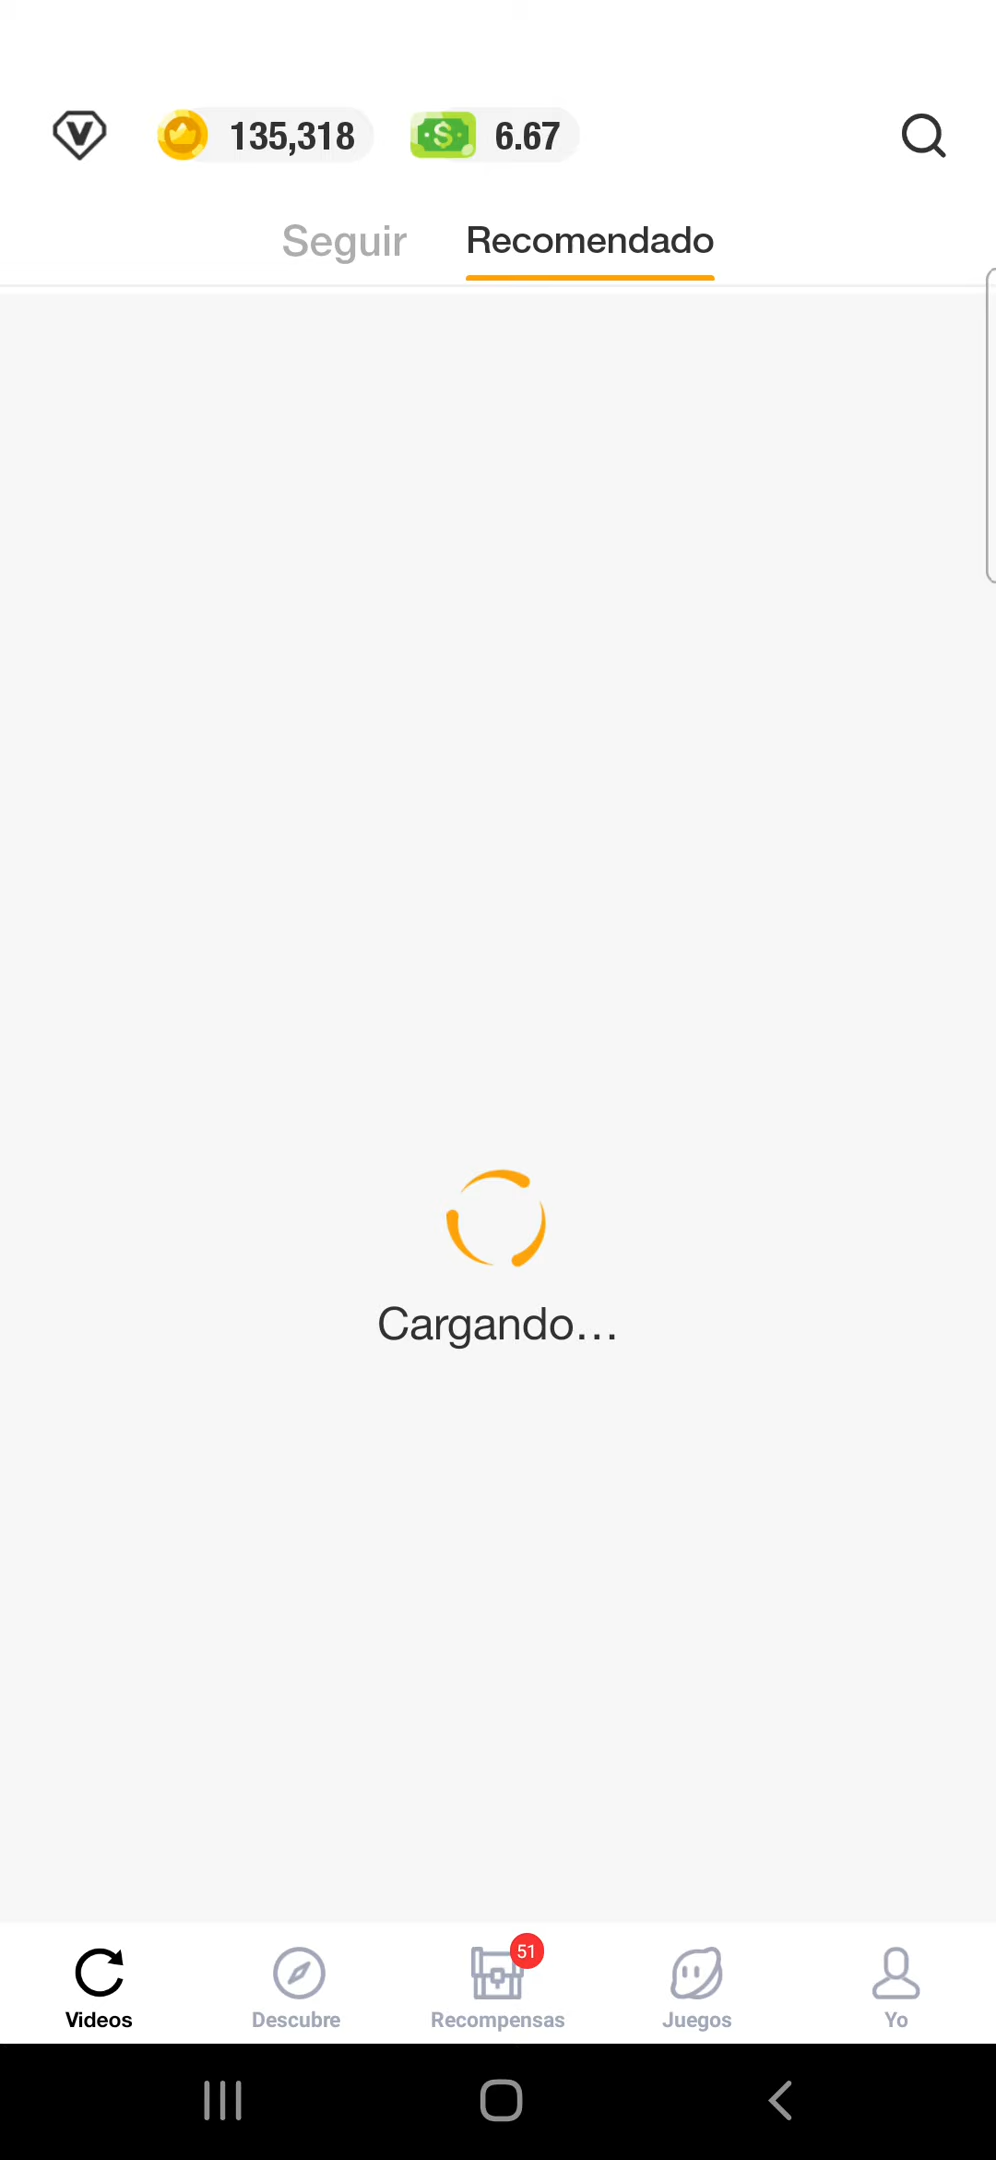 V 135,318 $ 6.67
Seguir Recomendado
Cargando...
51
Videos Descubre Recompensas Juegos Yo